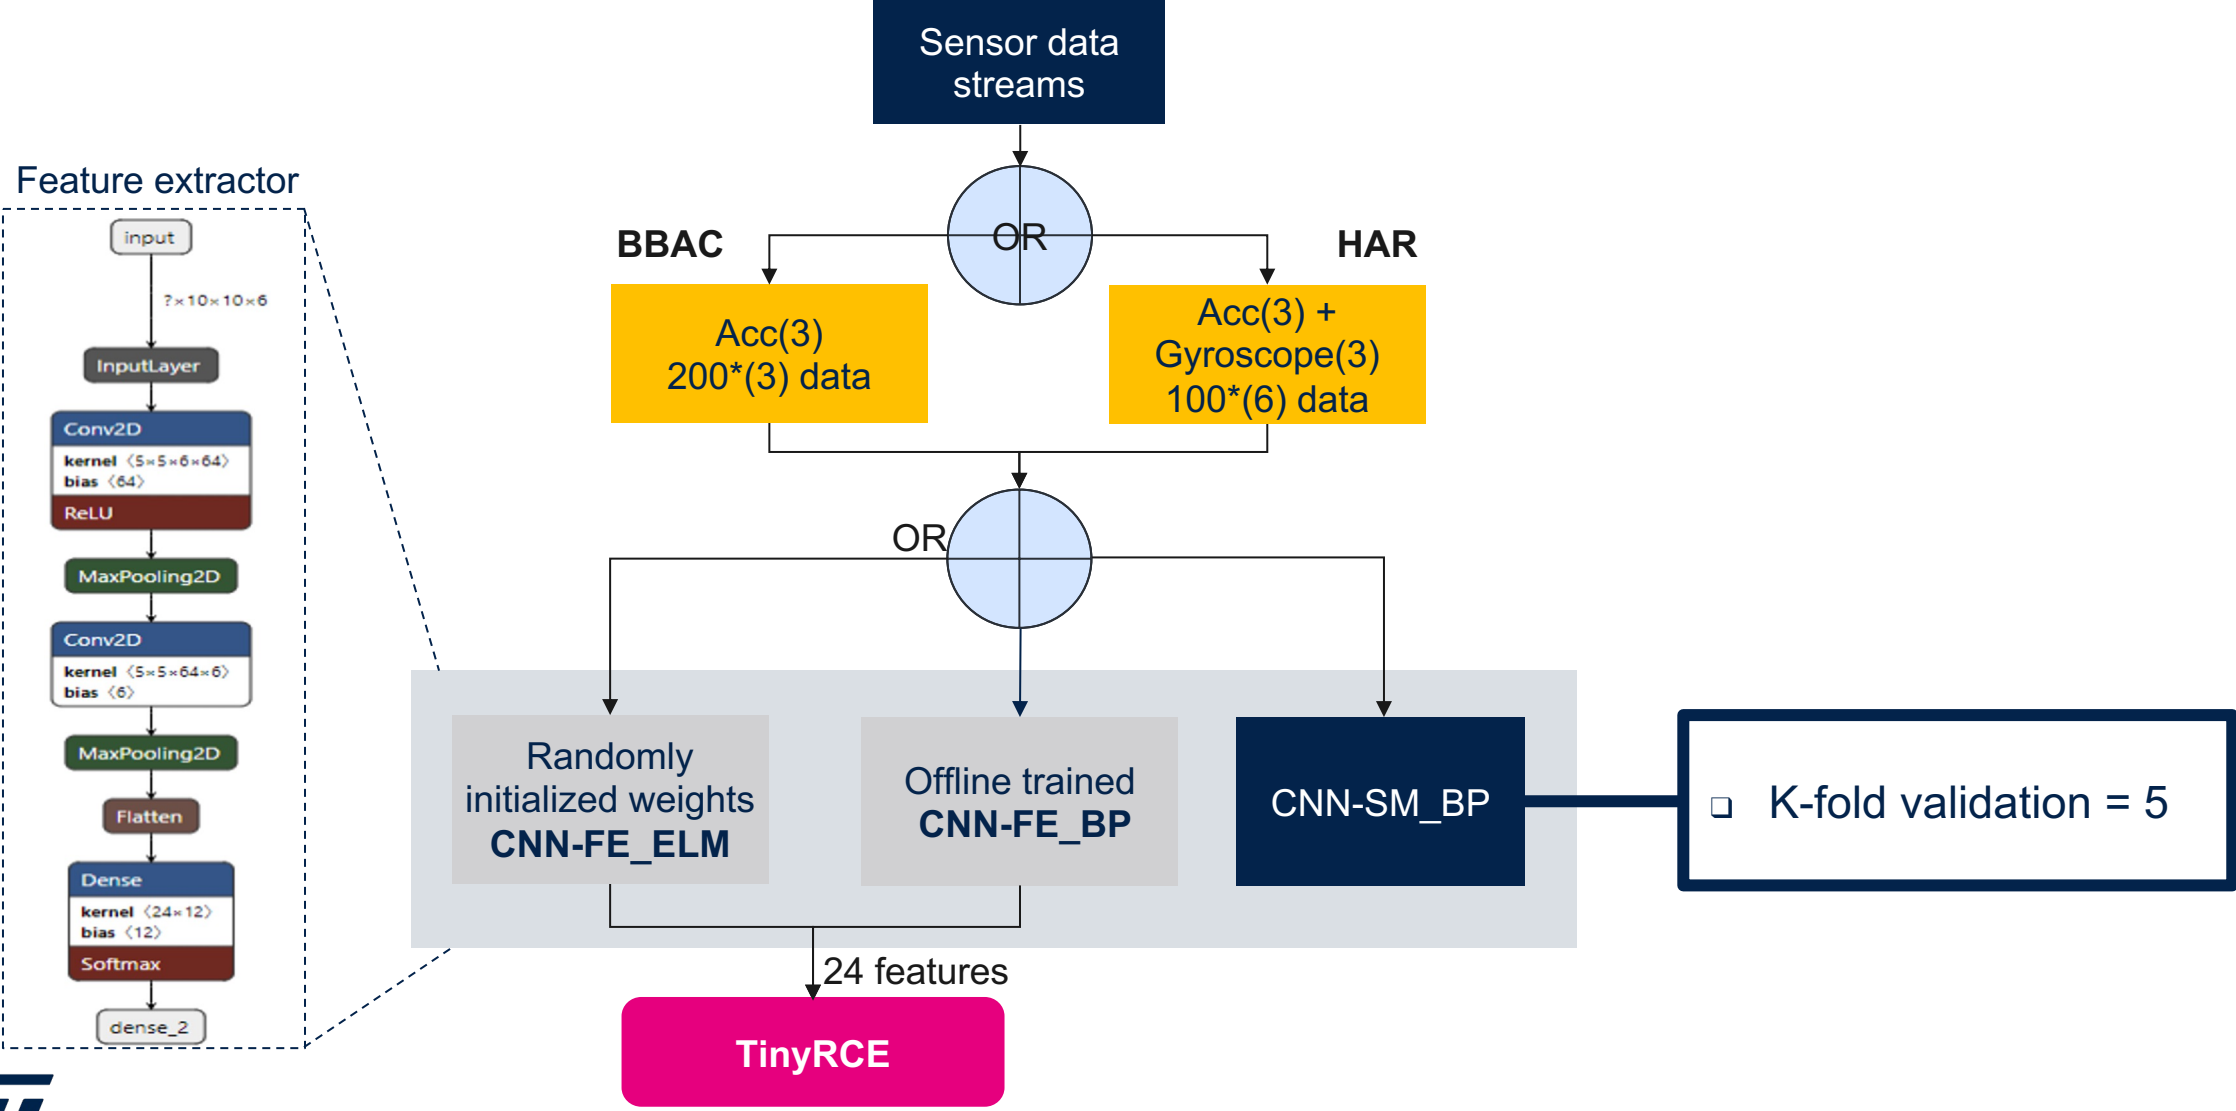 Sensor data
streams
Feature extractor
input
?×10×10×6
InputLayer
Conv2D
kernel ⟨5×5×6×64⟩
bias ⟨64⟩
ReLU
MaxPooling2D
Conv2D
kernel ⟨5×5×64×6⟩
bias ⟨6⟩
MaxPooling2D
Flatten
Dense
kernel ⟨24×12⟩
bias ⟨12⟩
Softmax
dense_2
OR
BBAC
HAR
Acc(3)
200*(3) data
Acc(3) +
Gyroscope(3)
100*(6) data
OR
Randomly
initialized weights
CNN-FE_ELM
Offline trained
CNN-FE_BP
CNN-SM_BP
❑ K-fold validation = 5
24 features
TinyRCE